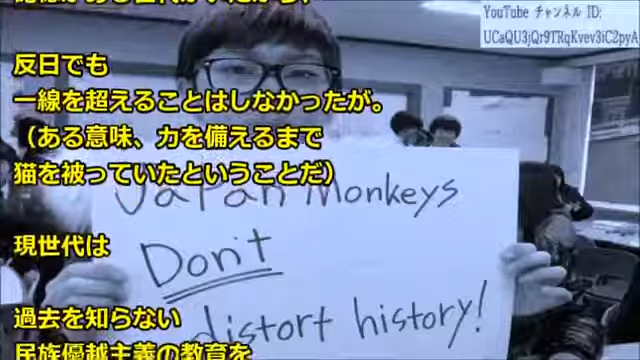 YouTube チャンネル ID:
UCaQU3jQr9TRqKvev3iC2pyA
反日でも
一線を超えることはしなかったが。
（ある意味、力を備えるまで
猫を被っていたということだ）
Japan Monkeys
現世代は
Don't
過去を知らない
distort history!
民族優越主義の教育を